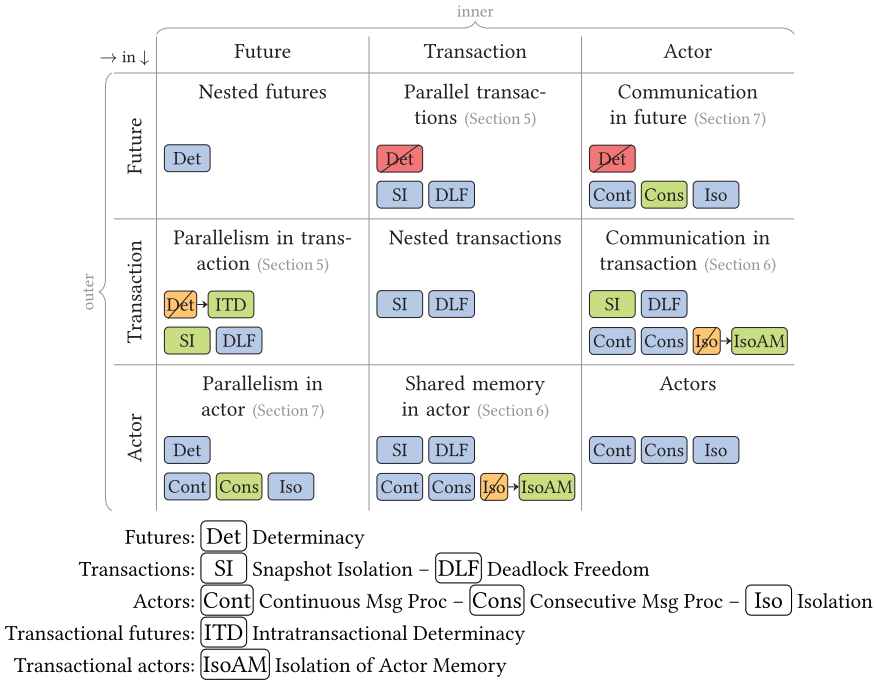 inner
→ in ↓
Future
Transaction
Actor
outer
Future
Nested futures
Det
Parallel transac-
tions (Section 5)
Det
SI DLF
Communication
in future (Section 7)
Det
Cont Cons Iso
Transaction
Parallelism in trans-
action (Section 5)
Det → ITD
SI DLF
Nested transactions
SI DLF
Communication in
transaction (Section 6)
SI DLF
Cont Cons Iso → IsoAM
Actor
Parallelism in
actor (Section 7)
Det
Cont Cons Iso
Shared memory
in actor (Section 6)
SI DLF
Cont Cons Iso → IsoAM
Actors
Cont Cons Iso
Futures: Det Determinacy
Transactions: SI Snapshot Isolation – DLF Deadlock Freedom
Actors: Cont Continuous Msg Proc – Cons Consecutive Msg Proc – Iso Isolation
Transactional futures: ITD Intratransactional Determinacy
Transactional actors: IsoAM Isolation of Actor Memory